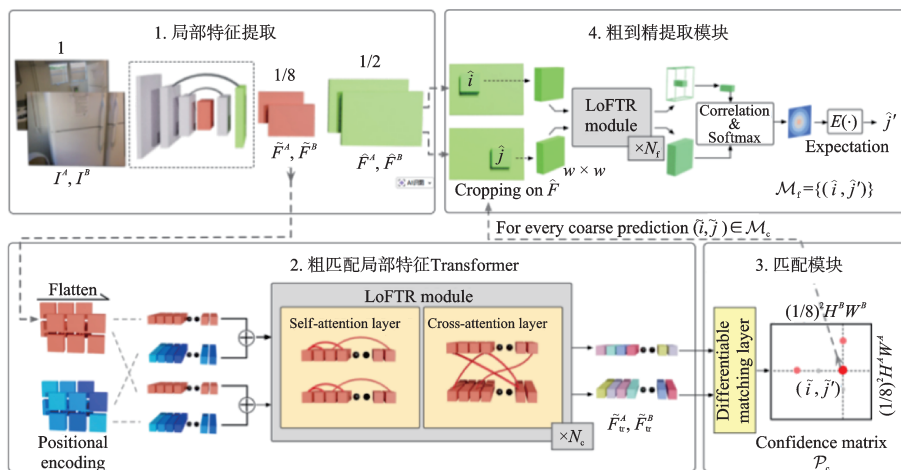 1. 局部特征提取
1
1/8
1/2
I^A, I^B
F̃^A, F̃^B
F̂^A, F̂^B
4. 粗到精提取模块
î
ĵ
Cropping on F̂
w × w
LoFTR
module
×N_f
Correlation
&
Softmax
E(·)
ĵ′
Expectation
M_f={(î, ĵ′)}
For every coarse prediction (ĩ, j̃)∈M_c
2. 粗匹配局部特征Transformer
Flatten
Positional
encoding
LoFTR module
Self-attention layer
Cross-attention layer
×N_c
F̃^A_tr, F̃^B_tr
3. 匹配模块
Differentiable
matching layer
(1/8)²H^BW^B
(1/8)²H^AW^A
(ĩ, j̃′)
Confidence matrix
P_c